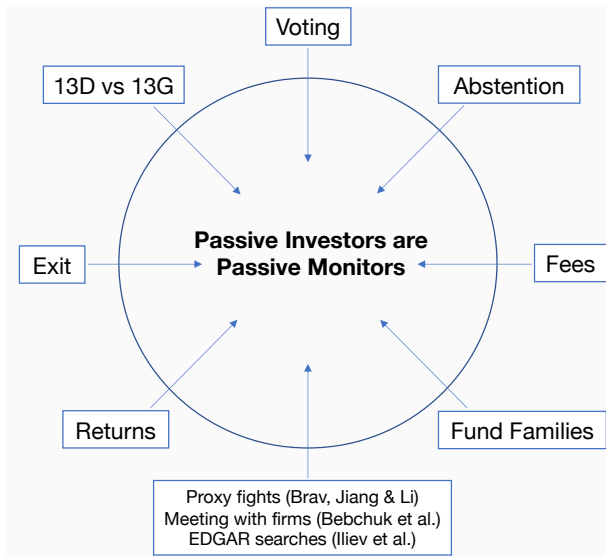 Voting
13D vs 13G
Abstention
Passive Investors are
Passive Monitors
Exit
Fees
Returns
Fund Families
Proxy fights (Brav, Jiang & Li)
Meeting with firms (Bebchuk et al.)
EDGAR searches (Iliev et al.)